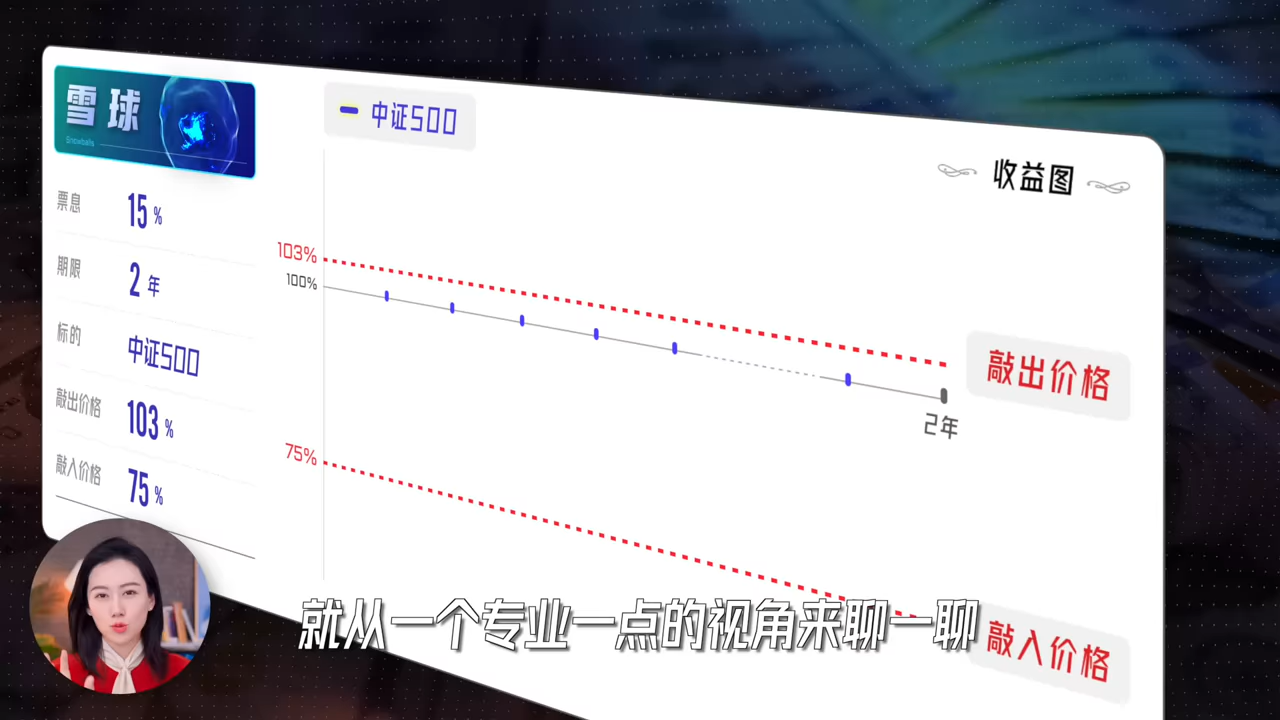 雪球
Snowballs
票息 15 %
期限 2 年
标的 中证500
敲出价格 103 %
敲入价格 75 %
中证500
收益图
103%
100%
75%
2年
敲出价格
敲入价格
就从一个专业一点的视角来聊一聊